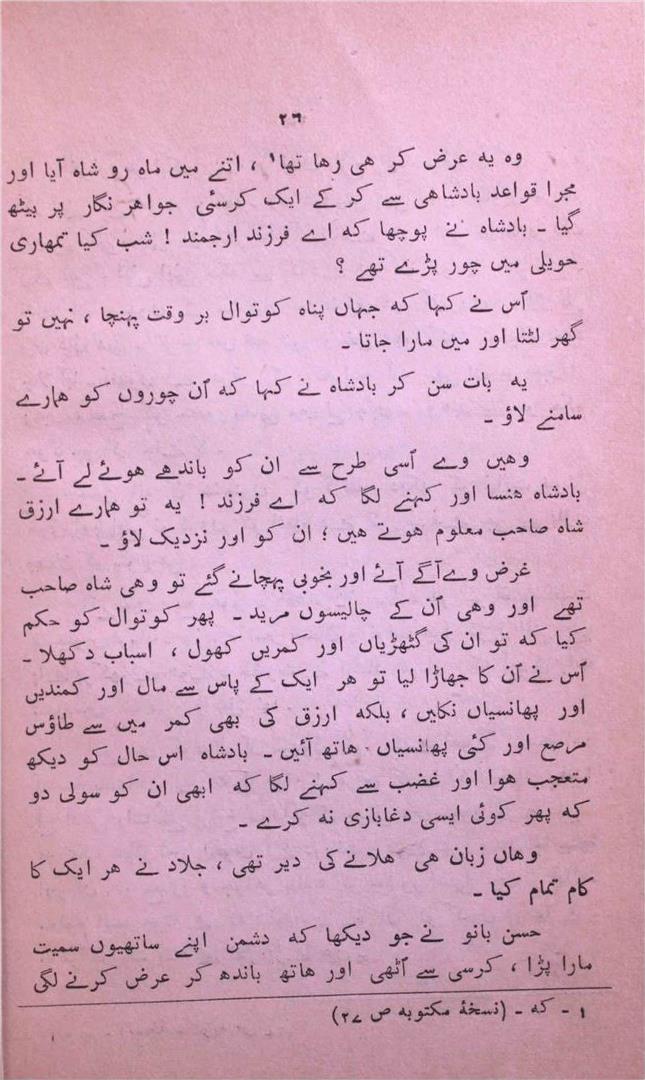 ۲٦
وہ یہ عرض کر ہی رہا تھا۱ ، اتنے میں ماہ رو شاہ آیا اور
مجرا قواعد بادشاہی سے کر کے ایک کرسئی جواہر نگار پر بیٹھ
گیا ۔ بادشاہ نے پوچھا کہ اے فرزند ارجمند ! شب کیا تمھاری
حویلی میں چور پڑے تھے ؟
اُس نے کہا کہ جہاں پناہ کوتوال بر وقت پہنچا ، نہیں تو
گھر لٹتا اور میں مارا جاتا ۔
یہ بات سن کر بادشاہ نے کہا کہ اُن چوروں کو ہمارے
سامنے لاؤ ۔
وہیں وے اُسی طرح سے ان کو باندھے ہوئے لے آئے ۔
بادشاہ ہنسا اور کہنے لگا کہ اے فرزند ! یہ تو ہمارے ارزق
شاہ صاحب معلوم ہوتے ہیں ؛ ان کو اور نزدیک لاؤ ۔
غرض وے آگے آئے اور بخوبی پہچانے گئے تو وہی شاہ صاحب
تھے اور وہی اُن کے چالیسوں مرید ۔ پھر کوتوال کو حکم
کیا کہ تو ان کی گٹھڑیاں اور کمریں کھول ، اسباب دکھلا ۔
اُس نے اُن کا جھاڑا لیا تو ہر ایک کے پاس سے مال اور کمندیں
اور پھانسیاں نکلیں ، بلکہ ارزق کی بھی کمر میں سے طاؤس
مرصع اور کئی پھانسیاں ہاتھ آئیں ۔ بادشاہ اس حال کو دیکھ
متعجب ہوا اور غضب سے کہنے لگا کہ ابھی ان کو سولی دو
کہ پھر کوئی ایسی دغابازی نہ کرے ۔
وہاں زبان ہی ہلانے کی دیر تھی ، جلاد نے ہر ایک کا
کام تمام کیا ۔
حسن بانو نے جو دیکھا کہ دشمن اپنے ساتھیوں سمیت
مارا پڑا ، کرسی سے اُٹھی اور ہاتھ باندھ کر عرض کرنے لگی
۱ ۔ کہ ۔ (نسخۂ مکتوبہ ص ۲۷)